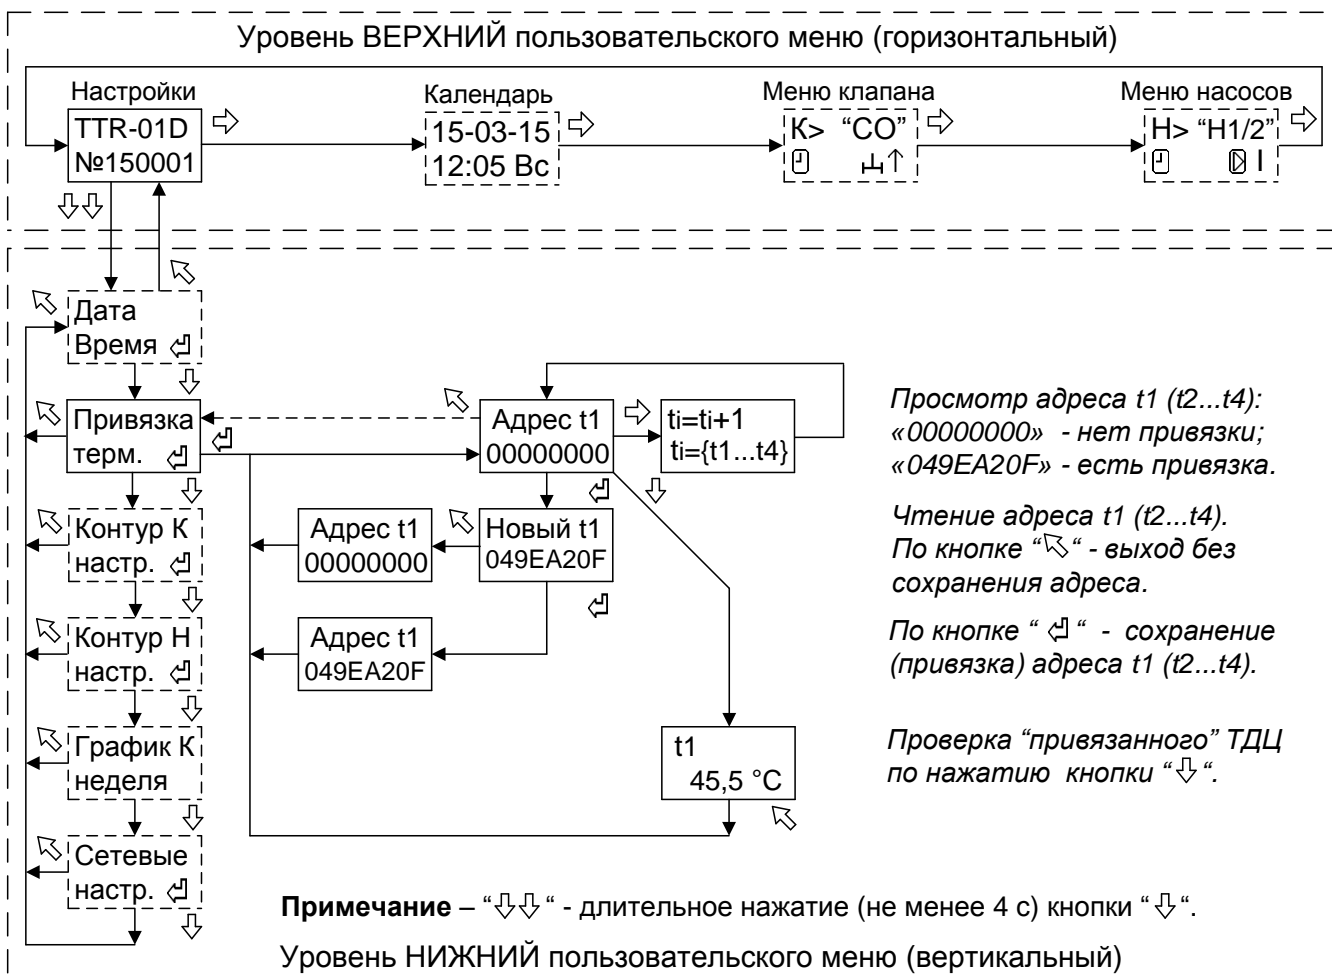 Уровень ВЕРХНИЙ пользовательского меню (горизонтальный)
Настройки
TTR-01D
№150001
Календарь
15-03-15
12:05 Вс
Меню клапана
К> “СО”
Меню насосов
Н> “Н1/2”
I
Дата
Время
Привязка
терм.
Контур К
настр.
Контур Н
настр.
График К
неделя
Сетевые
настр.
Адрес t1
00000000
ti=ti+1
ti={t1...t4}
Адрес t1
00000000
Новый t1
049EA20F
Адрес t1
049EA20F
t1
45,5 °C
Просмотр адреса t1 (t2...t4):
«00000000» - нет привязки;
«049EA20F» - есть привязка.
Чтение адреса t1 (t2...t4).
По кнопке “⇖“ - выход без
сохранения адреса.
По кнопке “ ⏎ “ - сохранение
(привязка) адреса t1 (t2...t4).
Проверка “привязанного” ТДЦ
по нажатию кнопки “⇩“.
Примечание – “⇩⇩“ - длительное нажатие (не менее 4 с) кнопки “⇩“.
Уровень НИЖНИЙ пользовательского меню (вертикальный)